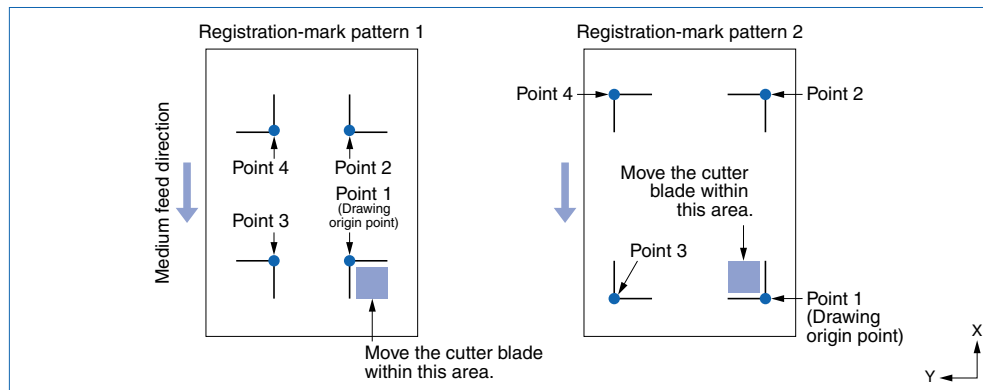 Registration-mark pattern 1
Medium feed direction
Point 4
Point 2
Point 3
Point 1
(Drawing
origin point)
Move the cutter blade
within this area.
Registration-mark pattern 2
Point 4
Point 2
Move the cutter
blade within
this area.
Point 3
Point 1
(Drawing
origin point)
X
Y